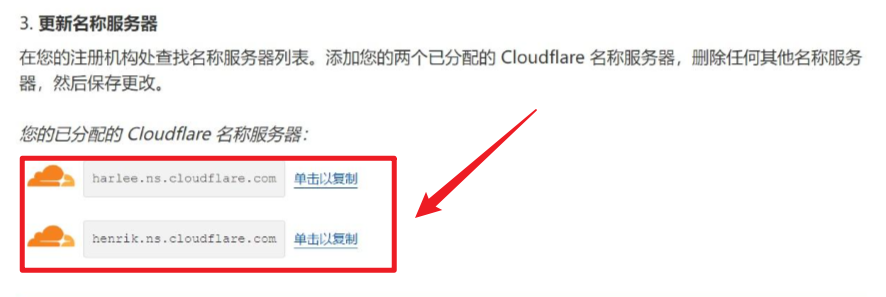 3. 更新名称服务器
在您的注册机构处查找名称服务器列表。添加您的两个已分配的 Cloudflare 名称服务器，删除任何其他名称服务
器，然后保存更改。
您的已分配的 Cloudflare 名称服务器：
harlee.ns.cloudflare.com 单击以复制
henrik.ns.cloudflare.com 单击以复制